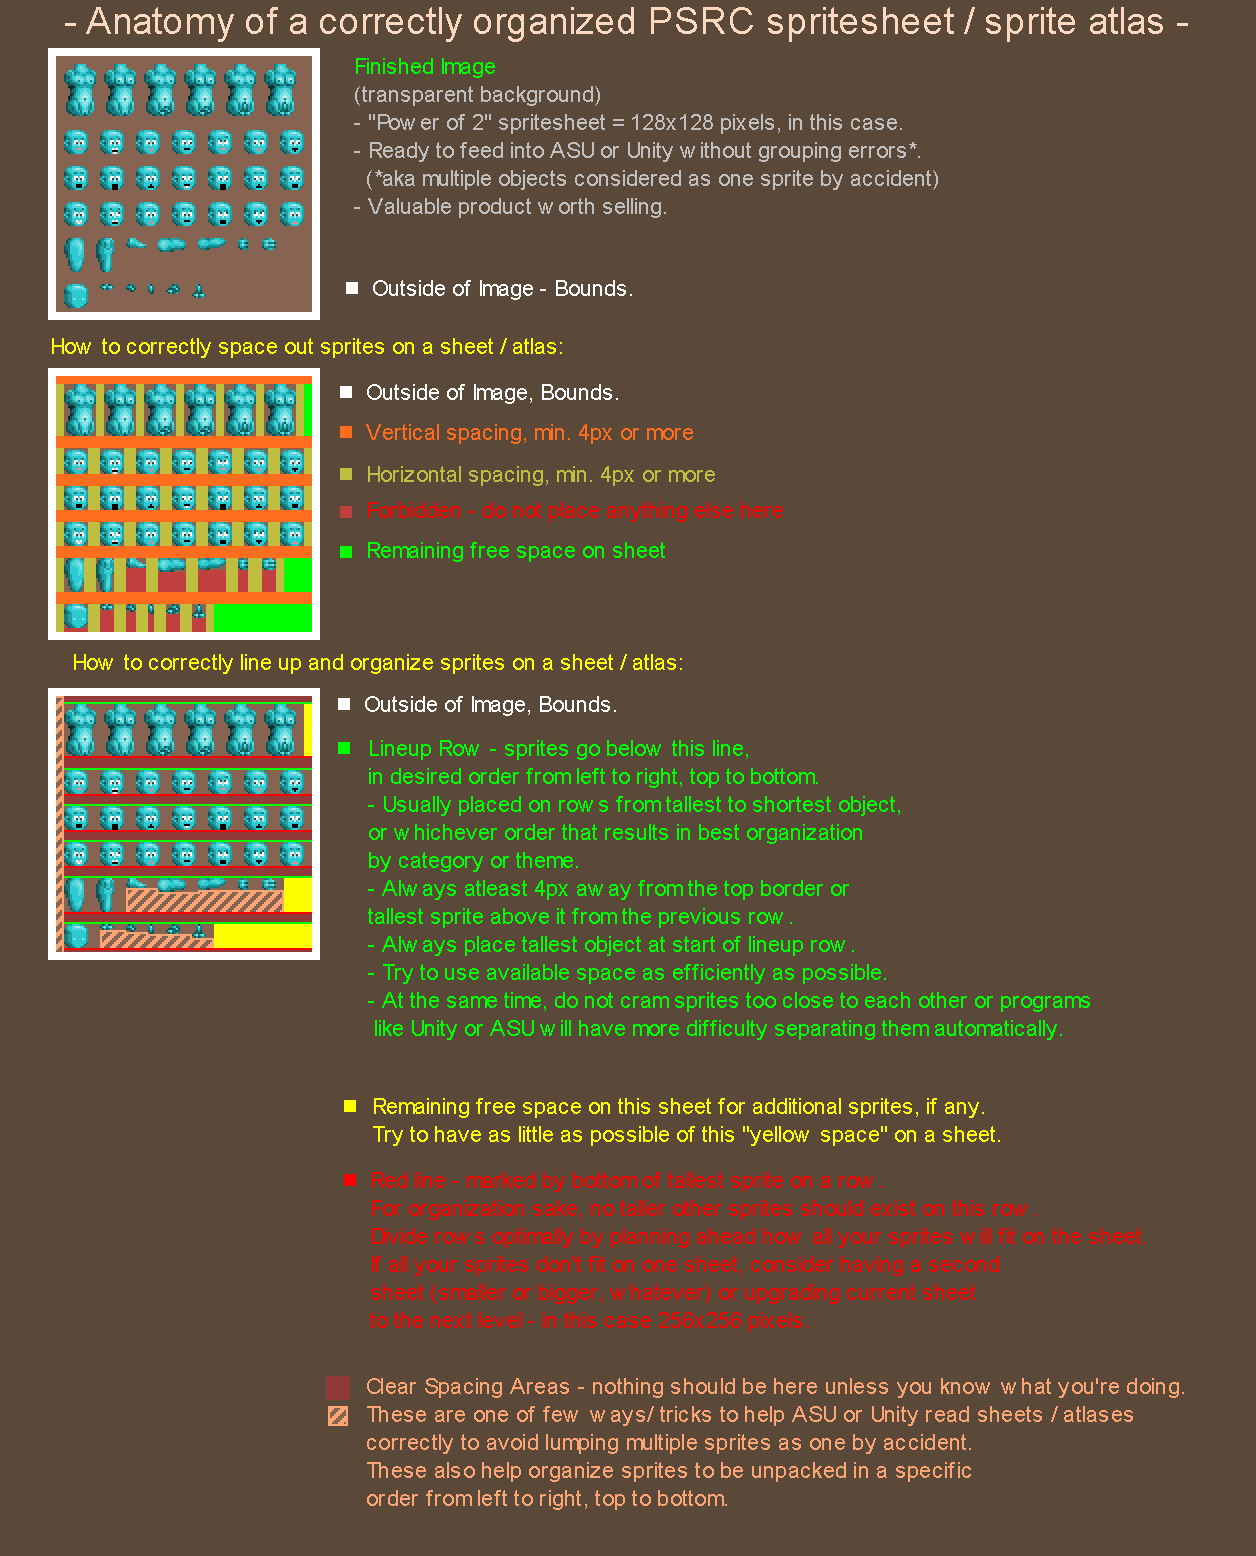 - Anatomy of a correctly organized PSRC spritesheet / sprite atlas -
Finished Image
(transparent background)
- "Power of 2" spritesheet = 128x128 pixels, in this case.
- Ready to feed into ASU or Unity without grouping errors*.
(*aka multiple objects considered as one sprite by accident)
- Valuable product worth selling.
Outside of Image - Bounds.
How to correctly space out sprites on a sheet / atlas:
Outside of Image, Bounds.
Vertical spacing, min. 4px or more
Horizontal spacing, min. 4px or more
Forbidden - do not place anything else here
Remaining free space on sheet
How to correctly line up and organize sprites on a sheet / atlas:
Outside of Image, Bounds.
Lineup Row - sprites go below this line,
in desired order from left to right, top to bottom.
- Usually placed on rows from tallest to shortest object,
or whichever order that results in best organization
by category or theme.
- Always atleast 4px away from the top border or
tallest sprite above it from the previous row.
- Always place tallest object at start of lineup row.
- Try to use available space as efficiently as possible.
- At the same time, do not cram sprites too close to each other or programs
like Unity or ASU will have more difficulty separating them automatically.
Remaining free space on this sheet for additional sprites, if any.
Try to have as little as possible of this "yellow space" on a sheet.
Red line - marked by bottom of tallest sprite on a row.
For organization sake, no taller other sprites should exist on this row.
Divide rows optimally by planning ahead how all your sprites will fit on the sheet.
If all your sprites don't fit on one sheet, consider having a second
sheet (smaller or bigger, whatever) or upgrading current sheet
to the next level - in this case 256x256 pixels.
Clear Spacing Areas - nothing should be here unless you know what you're doing.
These are one of few ways/ tricks to help ASU or Unity read sheets / atlases
correctly to avoid lumping multiple sprites as one by accident.
These also help organize sprites to be unpacked in a specific
order from left to right, top to bottom.